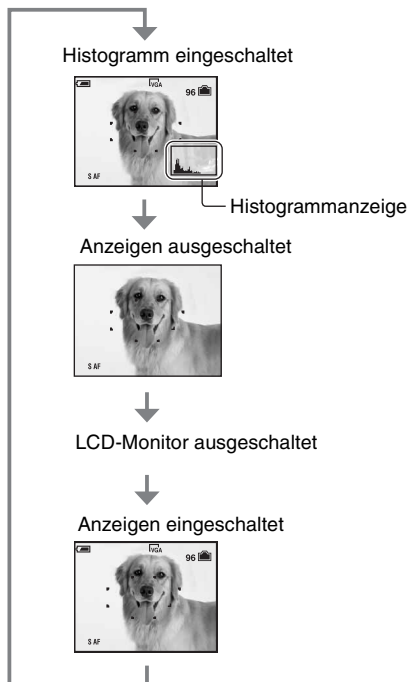 Histogramm eingeschaltet
VGA
96
S AF
Histogrammanzeige
Anzeigen ausgeschaltet
S AF
LCD-Monitor ausgeschaltet
Anzeigen eingeschaltet
VGA
96
S AF